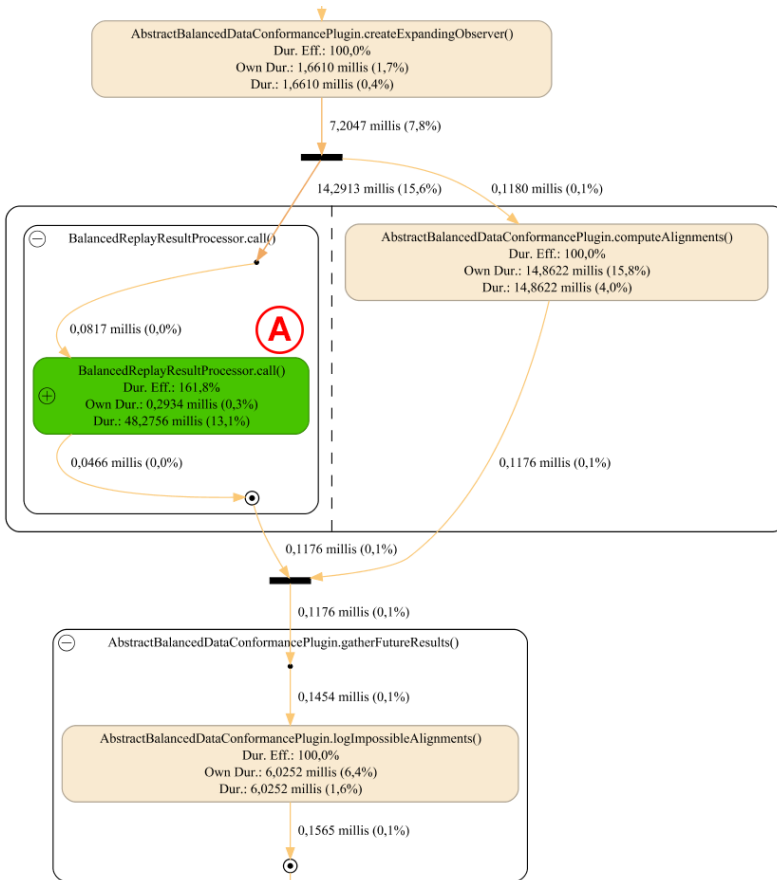 AbstractBalancedDataConformancePlugin.createExpandingObserver()
Dur. Eff.: 100,0%
Own Dur.: 1,6610 millis (1,7%)
Dur.: 1,6610 millis (0,4%)
7,2047 millis (7,8%)
14,2913 millis (15,6%)
0,1180 millis (0,1%)
BalancedReplayResultProcessor.call()
AbstractBalancedDataConformancePlugin.computeAlignments()
Dur. Eff.: 100,0%
Own Dur.: 14,8622 millis (15,8%)
Dur.: 14,8622 millis (4,0%)
0,0817 millis (0,0%)
A
BalancedReplayResultProcessor.call()
Dur. Eff.: 161,8%
Own Dur.: 0,2934 millis (0,3%)
Dur.: 48,2756 millis (13,1%)
0,0466 millis (0,0%)
0,1176 millis (0,1%)
0,1176 millis (0,1%)
0,1176 millis (0,1%)
AbstractBalancedDataConformancePlugin.gatherFutureResults()
0,1454 millis (0,1%)
AbstractBalancedDataConformancePlugin.logImpossibleAlignments()
Dur. Eff.: 100,0%
Own Dur.: 6,0252 millis (6,4%)
Dur.: 6,0252 millis (1,6%)
0,1565 millis (0,1%)